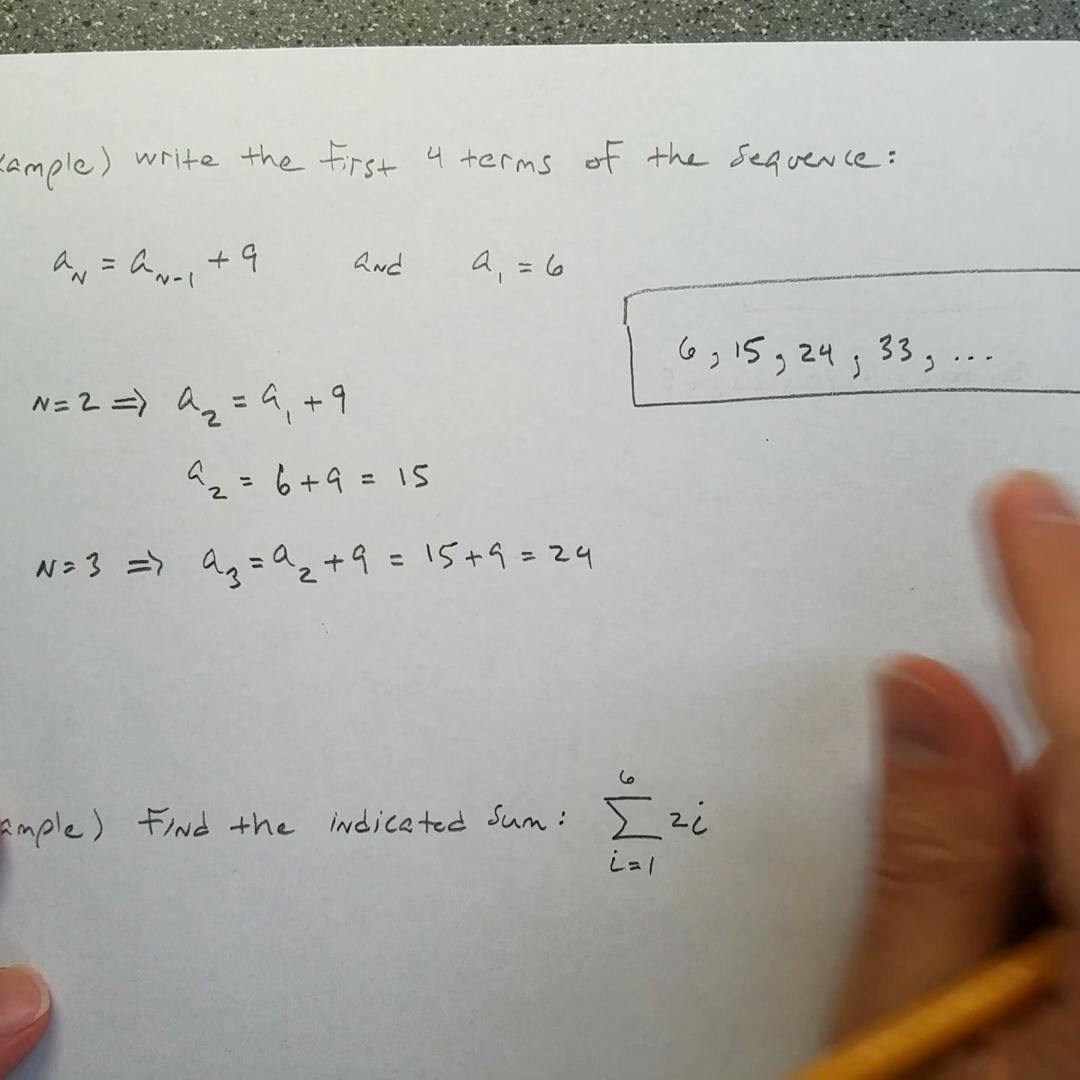 ample) write the first 4 terms of the sequence:
a_N = a_{N-1} + 9 and a_1 = 6
6, 15, 24, 33, ...
N=2 ⇒ a_2 = a_1 + 9
a_2 = 6+9 = 15
N=3 ⇒ a_3 = a_2 + 9 = 15+9 = 24
ample) Find the indicated sum: ∑_{i=1}^{6} 2i